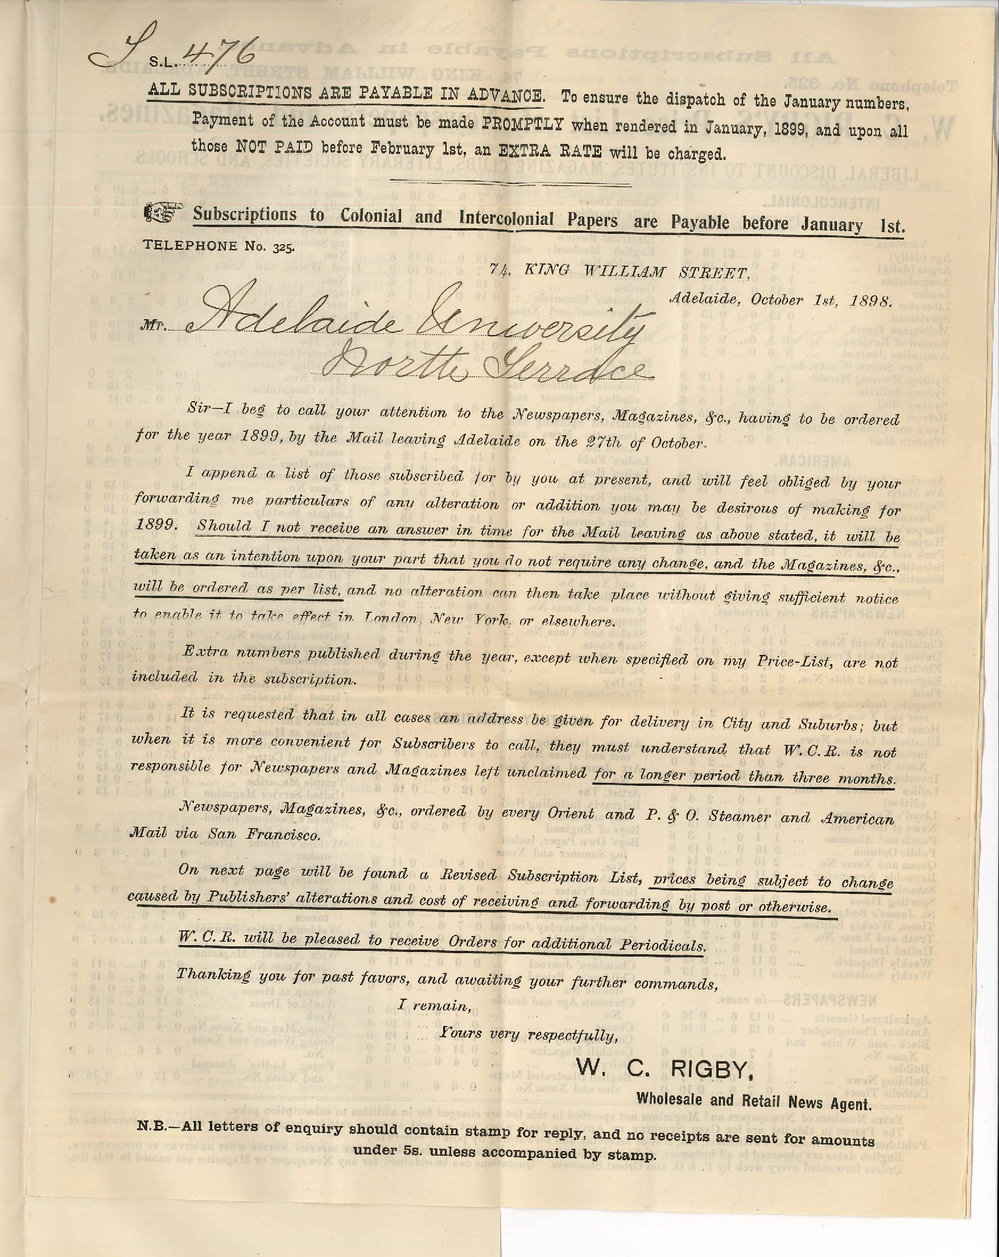 S S.L. 476
ALL SUBSCRIPTIONS ARE PAYABLE IN ADVANCE. To ensure the dispatch of the January numbers,
Payment of the Account must be made PROMPTLY when rendered in January, 1899, and upon all
those NOT PAID before February 1st, an EXTRA RATE will be charged.
Subscriptions to Colonial and Intercolonial Papers are Payable before January 1st.
TELEPHONE No. 325.
74, KING WILLIAM STREET,
Adelaide, October 1st, 1898.
Mr. Adelaide University
North Terrace
Sir—I beg to call your attention to the Newspapers, Magazines, &c., having to be ordered
for the year 1899, by the Mail leaving Adelaide on the 27th of October.
I append a list of those subscribed for by you at present, and will feel obliged by your
forwarding me particulars of any alteration or addition you may be desirous of making for
1899. Should I not receive an answer in time for the Mail leaving as above stated, it will be
taken as an intention upon your part that you do not require any change, and the Magazines, &c.,
will be ordered as per list, and no alteration can then take place without giving sufficient notice
to enable it to take effect in London, New York, or elsewhere.
Extra numbers published during the year, except when specified on my Price-List, are not
included in the subscription.
It is requested that in all cases an address be given for delivery in City and Suburbs; but
when it is more convenient for Subscribers to call, they must understand that W. C. R. is not
responsible for Newspapers and Magazines left unclaimed for a longer period than three months.
Newspapers, Magazines, &c., ordered by every Orient and P. & O. Steamer and American
Mail via San Francisco.
On next page will be found a Revised Subscription List, prices being subject to change
caused by Publishers' alterations and cost of receiving and forwarding by post or otherwise.
W. C. R. will be pleased to receive Orders for additional Periodicals.
Thanking you for past favors, and awaiting your further commands,
I remain,
Yours very respectfully,
W. C. RIGBY,
Wholesale and Retail News Agent.
N.B.—All letters of enquiry should contain stamp for reply, and no receipts are sent for amounts
under 5s. unless accompanied by stamp.